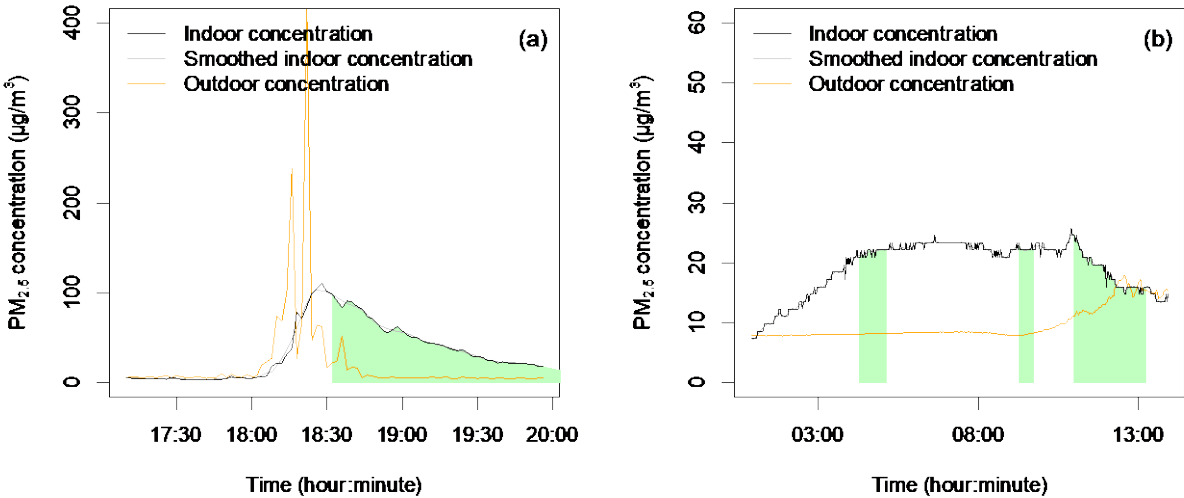 Indoor concentration
Smoothed indoor concentration
Outdoor concentration
(a)
PM2.5 concentration (µg/m³)
400
300
200
100
0
17:30 18:00 18:30 19:00 19:30 20:00
Time (hour:minute)
Indoor concentration
Smoothed indoor concentration
Outdoor concentration
(b)
PM2.5 concentration (µg/m³)
60
50
40
30
20
10
0
03:00 08:00 13:00
Time (hour:minute)